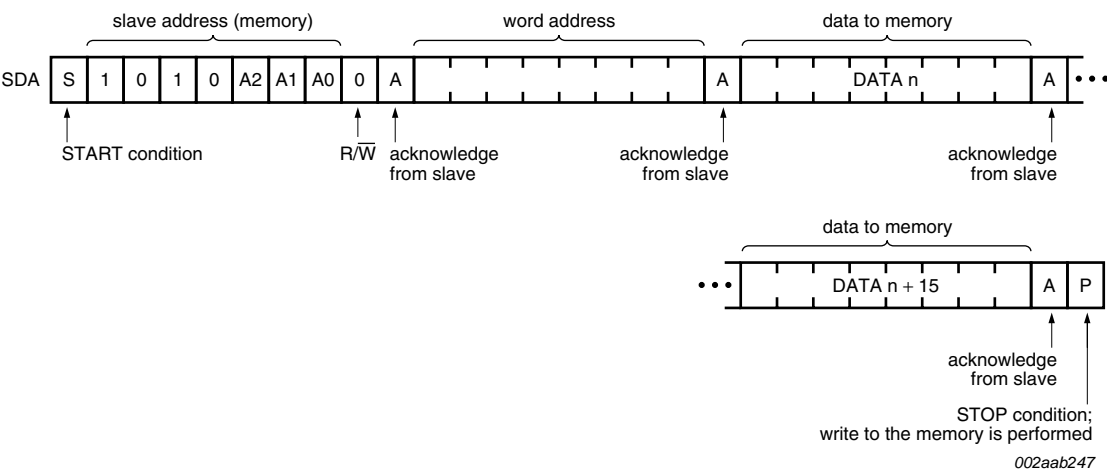 slave address (memory) word address data to memory
SDA S 1 0 1 0 A2 A1 A0 0 A A DATA n A
START condition R/W̅ acknowledge from slave acknowledge from slave acknowledge from slave
data to memory
DATA n + 15 A P
acknowledge
from slave
STOP condition;
write to the memory is performed
002aab247